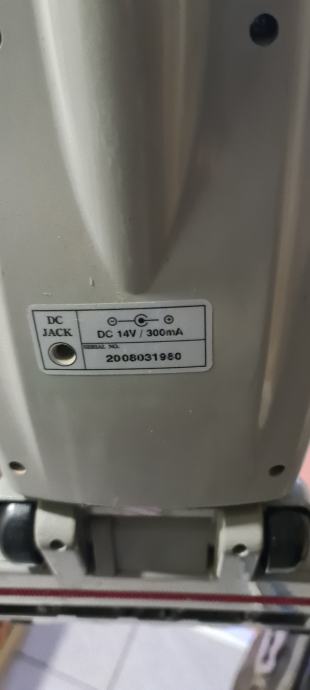 DC
JACK
DC 14V / 300mA
SERIAL NO.
2008031980